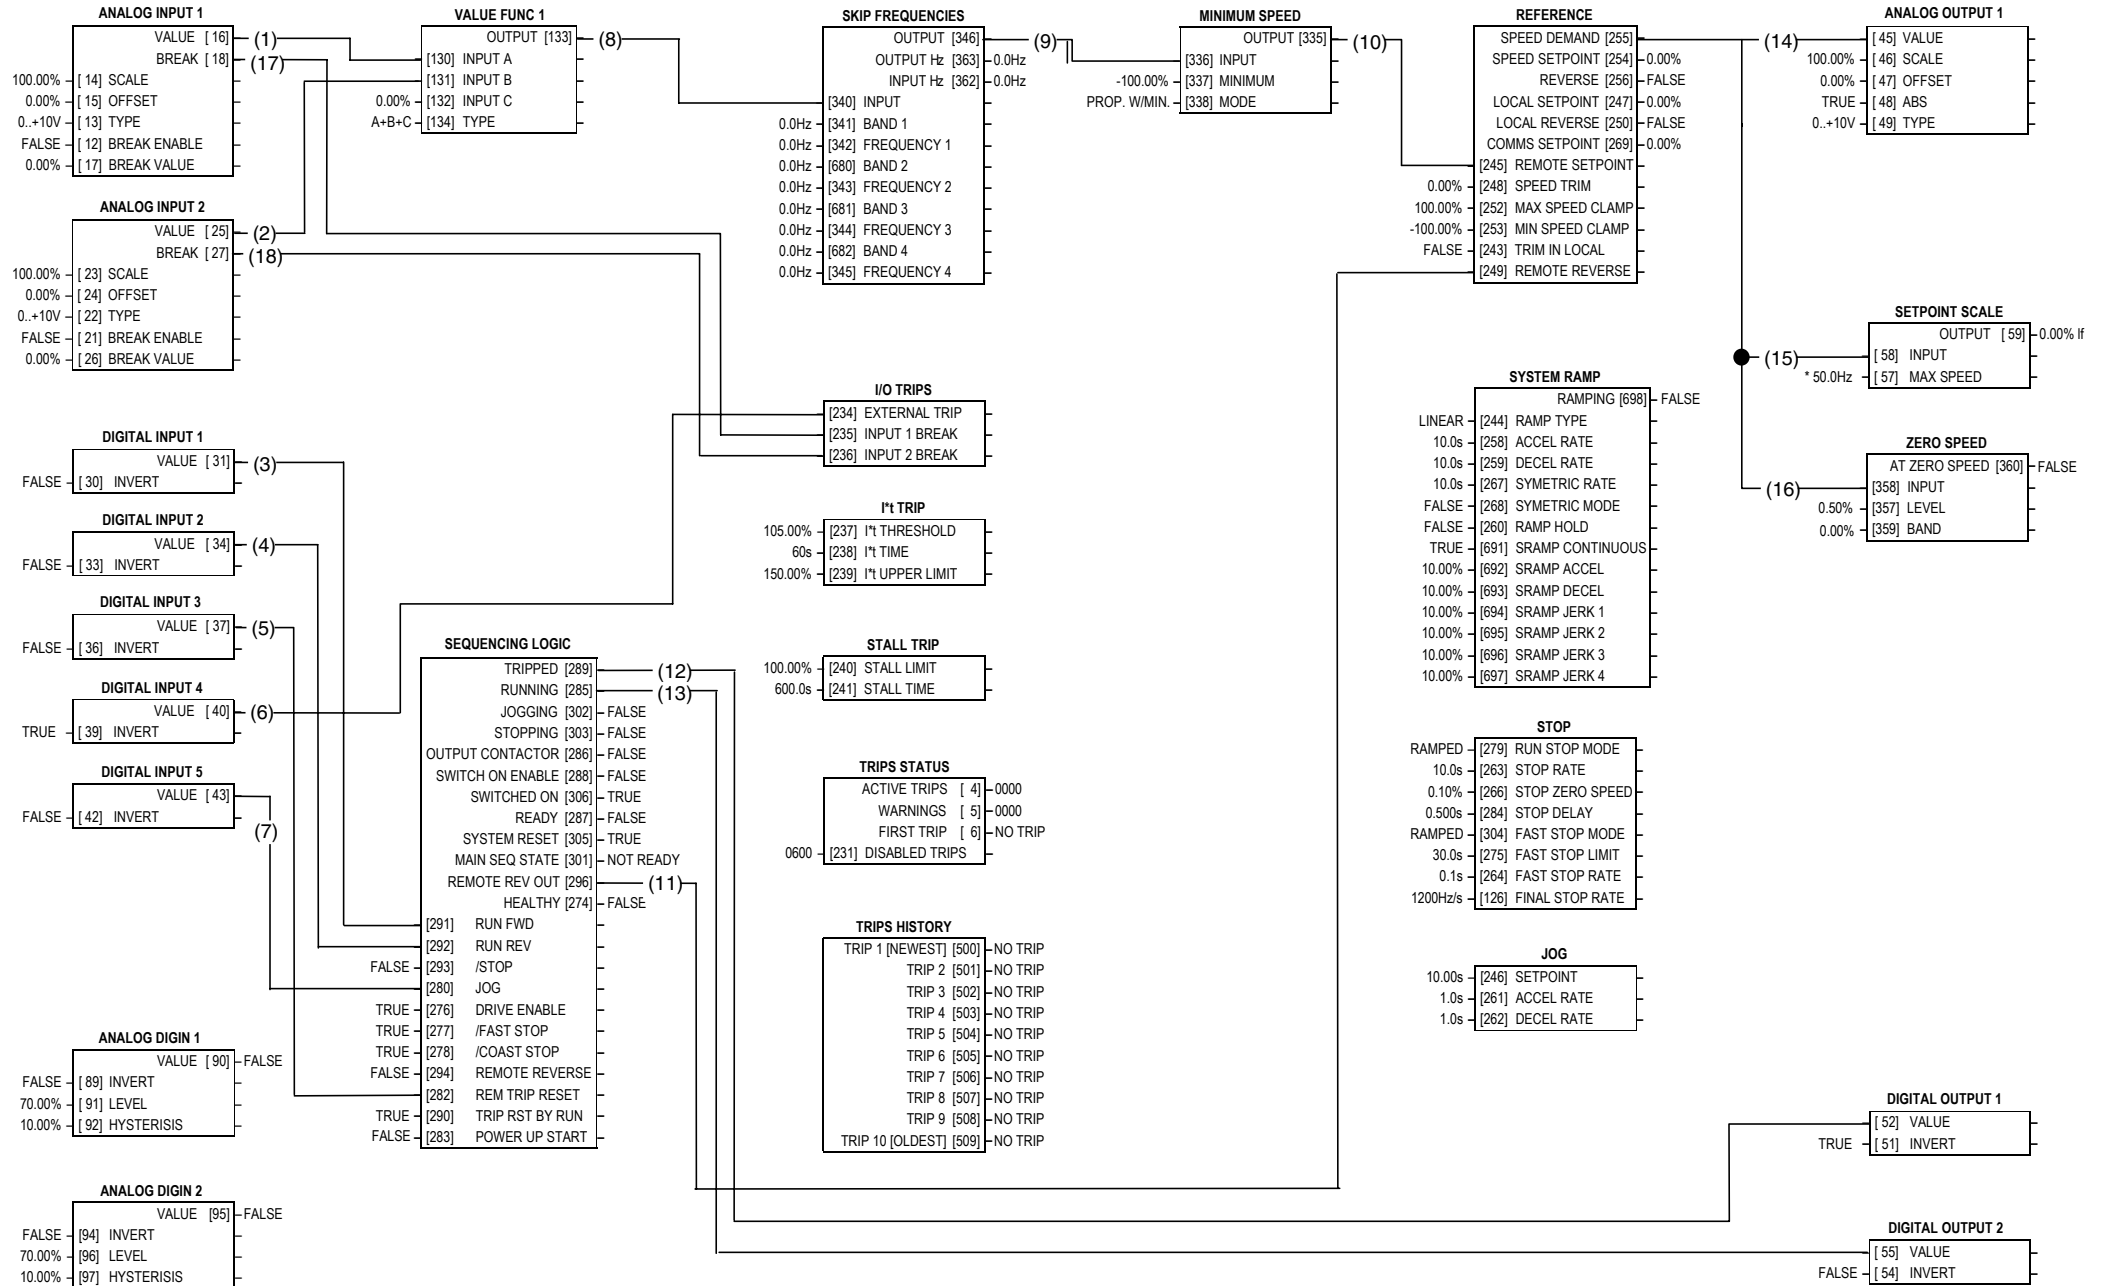 ANALOG INPUT 1
VALUE [ 16] (1)
BREAK [ 18] (17)
100.00% [ 14] SCALE
0.00% [ 15] OFFSET
0..+10V [ 13] TYPE
FALSE [ 12] BREAK ENABLE
0.00% [ 17] BREAK VALUE
ANALOG INPUT 2
VALUE [ 25] (2)
BREAK [ 27] (18)
100.00% [ 23] SCALE
0.00% [ 24] OFFSET
0..+10V [ 22] TYPE
FALSE [ 21] BREAK ENABLE
0.00% [ 26] BREAK VALUE
DIGITAL INPUT 1
VALUE [ 31] (3)
FALSE [ 30] INVERT
DIGITAL INPUT 2
VALUE [ 34] (4)
FALSE [ 33] INVERT
DIGITAL INPUT 3
VALUE [ 37] (5)
FALSE [ 36] INVERT
DIGITAL INPUT 4
VALUE [ 40] (6)
TRUE [ 39] INVERT
DIGITAL INPUT 5
VALUE [ 43]
(7)
FALSE [ 42] INVERT
ANALOG DIGIN 1
VALUE [ 90] FALSE
FALSE [ 89] INVERT
70.00% [ 91] LEVEL
10.00% [ 92] HYSTERISIS
ANALOG DIGIN 2
VALUE [95] FALSE
FALSE [94] INVERT
70.00% [96] LEVEL
10.00% [97] HYSTERISIS
VALUE FUNC 1
OUTPUT [133] (8)
[130] INPUT A
[131] INPUT B
0.00% [132] INPUT C
A+B+C [134] TYPE
SEQUENCING LOGIC
TRIPPED [289] (12)
RUNNING [285] (13)
JOGGING [302] FALSE
STOPPING [303] FALSE
OUTPUT CONTACTOR [286] FALSE
SWITCH ON ENABLE [288] FALSE
SWITCHED ON [306] TRUE
READY [287] FALSE
SYSTEM RESET [305] TRUE
MAIN SEQ STATE [301] NOT READY
REMOTE REV OUT [296] (11)
HEALTHY [274] FALSE
[291] RUN FWD
[292] RUN REV
FALSE [293] /STOP
[280] JOG
TRUE [276] DRIVE ENABLE
TRUE [277] /FAST STOP
TRUE [278] /COAST STOP
FALSE [294] REMOTE REVERSE
[282] REM TRIP RESET
TRUE [290] TRIP RST BY RUN
FALSE [283] POWER UP START
SKIP FREQUENCIES
OUTPUT [346] (9)
OUTPUT Hz [363] 0.0Hz
INPUT Hz [362] 0.0Hz
[340] INPUT
0.0Hz [341] BAND 1
0.0Hz [342] FREQUENCY 1
0.0Hz [680] BAND 2
0.0Hz [343] FREQUENCY 2
0.0Hz [681] BAND 3
0.0Hz [344] FREQUENCY 3
0.0Hz [682] BAND 4
0.0Hz [345] FREQUENCY 4
I/O TRIPS
[234] EXTERNAL TRIP
[235] INPUT 1 BREAK
[236] INPUT 2 BREAK
I*t TRIP
105.00% [237] I*t THRESHOLD
60s [238] I*t TIME
150.00% [239] I*t UPPER LIMIT
STALL TRIP
100.00% [240] STALL LIMIT
600.0s [241] STALL TIME
TRIPS STATUS
ACTIVE TRIPS [ 4] 0000
WARNINGS [ 5] 0000
FIRST TRIP [ 6] NO TRIP
0600 [231] DISABLED TRIPS
TRIPS HISTORY
TRIP 1 [NEWEST] [500] NO TRIP
TRIP 2 [501] NO TRIP
TRIP 3 [502] NO TRIP
TRIP 4 [503] NO TRIP
TRIP 5 [504] NO TRIP
TRIP 6 [505] NO TRIP
TRIP 7 [506] NO TRIP
TRIP 8 [507] NO TRIP
TRIP 9 [508] NO TRIP
TRIP 10 [OLDEST] [509] NO TRIP
MINIMUM SPEED
OUTPUT [335] (10)
[336] INPUT
-100.00% [337] MINIMUM
PROP. W/MIN. [338] MODE
REFERENCE
SPEED DEMAND [255]
SPEED SETPOINT [254] 0.00%
REVERSE [256] FALSE
LOCAL SETPOINT [247] 0.00%
LOCAL REVERSE [250] FALSE
COMMS SETPOINT [269] 0.00%
[245] REMOTE SETPOINT
0.00% [248] SPEED TRIM
100.00% [252] MAX SPEED CLAMP
-100.00% [253] MIN SPEED CLAMP
FALSE [243] TRIM IN LOCAL
[249] REMOTE REVERSE
SYSTEM RAMP
RAMPING [698] FALSE
LINEAR [244] RAMP TYPE
10.0s [258] ACCEL RATE
10.0s [259] DECEL RATE
10.0s [267] SYMETRIC RATE
FALSE [268] SYMETRIC MODE
FALSE [260] RAMP HOLD
TRUE [691] SRAMP CONTINUOUS
10.00% [692] SRAMP ACCEL
10.00% [693] SRAMP DECEL
10.00% [694] SRAMP JERK 1
10.00% [695] SRAMP JERK 2
10.00% [696] SRAMP JERK 3
10.00% [697] SRAMP JERK 4
STOP
RAMPED [279] RUN STOP MODE
10.0s [263] STOP RATE
0.10% [266] STOP ZERO SPEED
0.500s [284] STOP DELAY
RAMPED [304] FAST STOP MODE
30.0s [275] FAST STOP LIMIT
0.1s [264] FAST STOP RATE
1200Hz/s [126] FINAL STOP RATE
JOG
10.00s [246] SETPOINT
1.0s [261] ACCEL RATE
1.0s [262] DECEL RATE
ANALOG OUTPUT 1
(14) [ 45] VALUE
100.00% [ 46] SCALE
0.00% [ 47] OFFSET
TRUE [ 48] ABS
0..+10V [ 49] TYPE
SETPOINT SCALE
OUTPUT [ 59] 0.00% lf
(15) [ 58] INPUT
* 50.0Hz [ 57] MAX SPEED
ZERO SPEED
AT ZERO SPEED [360] FALSE
(16) [358] INPUT
0.50% [357] LEVEL
0.00% [359] BAND
DIGITAL OUTPUT 1
[ 52] VALUE
TRUE [ 51] INVERT
DIGITAL OUTPUT 2
[ 55] VALUE
FALSE [ 54] INVERT